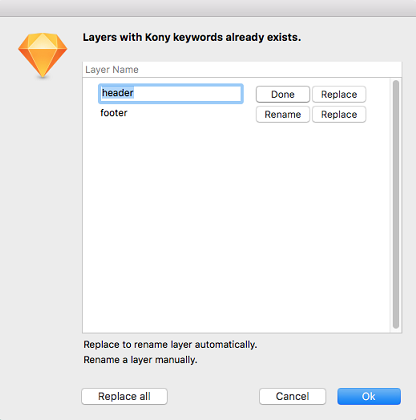 Layers with Kony keywords already exists.
Layer Name
header Done Replace
footer Rename Replace
Replace to rename layer automatically.
Rename a layer manually.
Replace all Cancel Ok